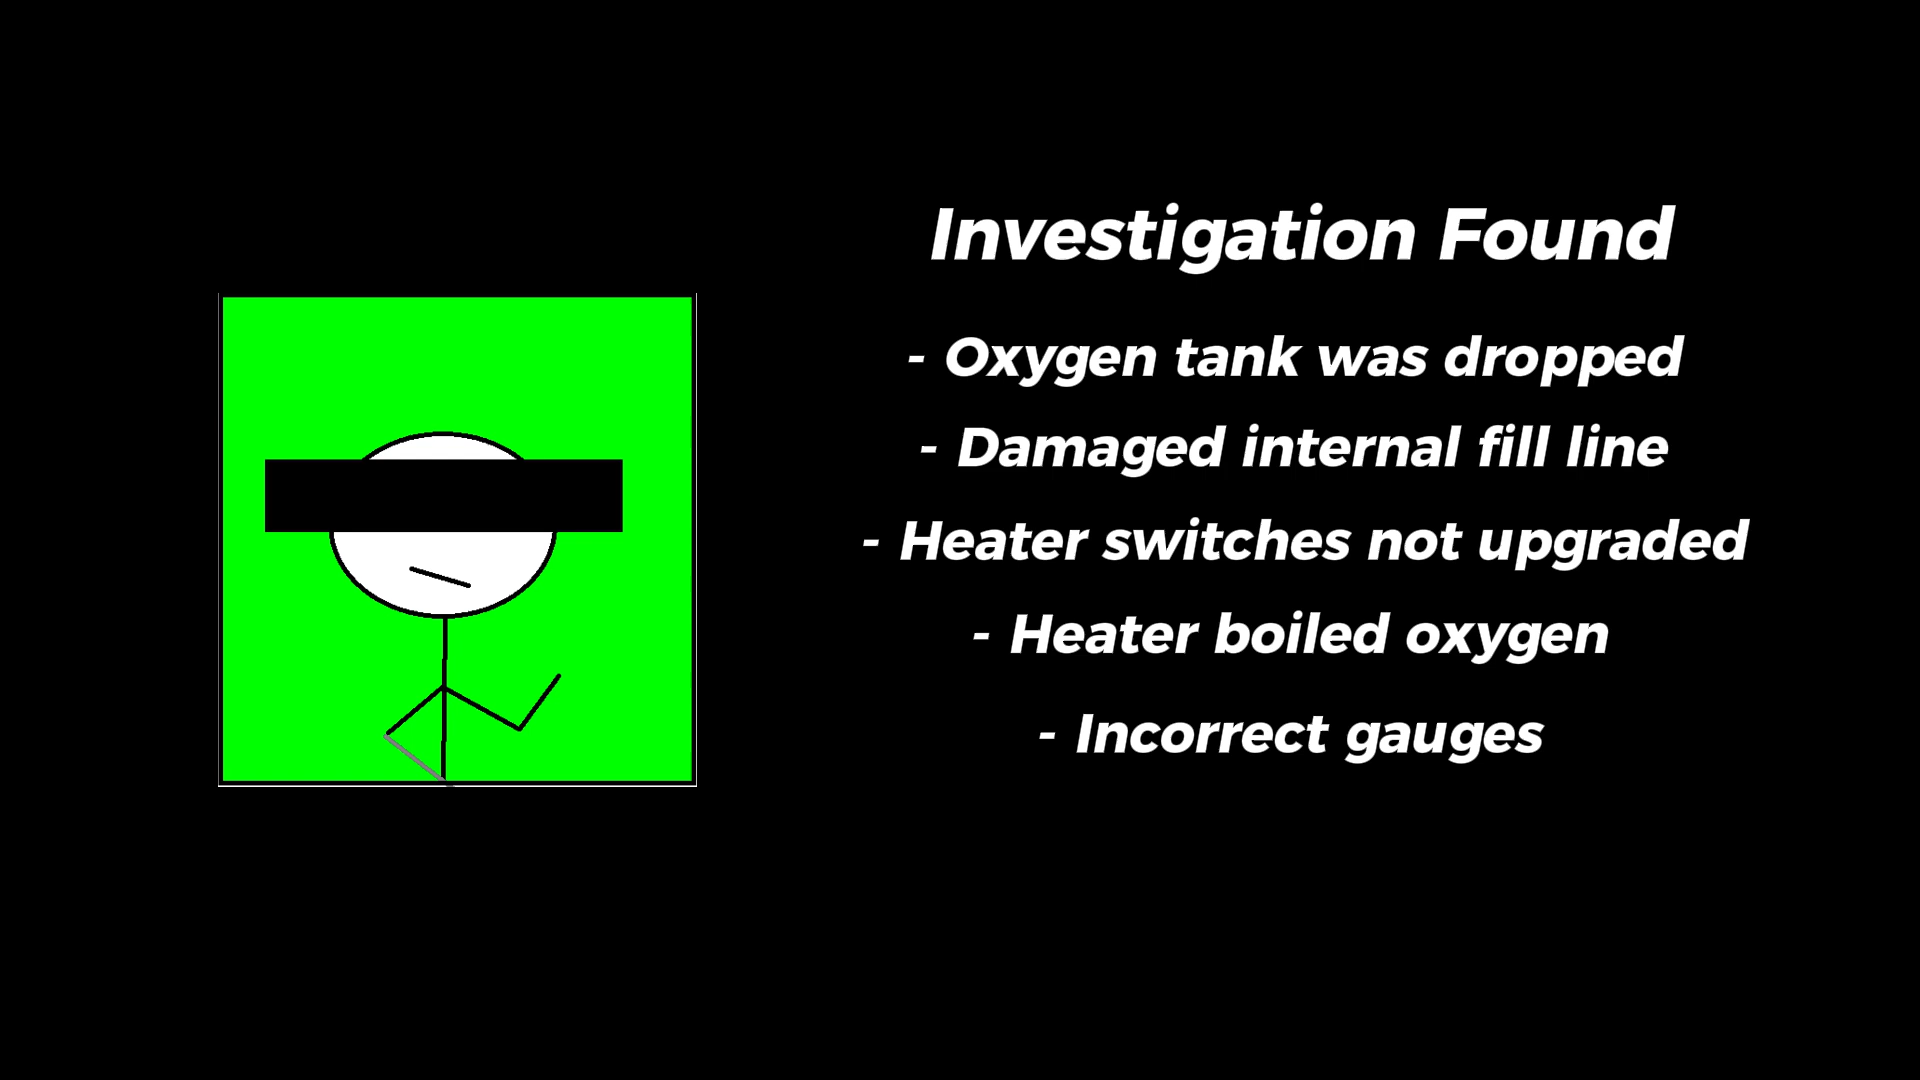 Investigation Found
- Oxygen tank was dropped
- Damaged internal fill line
- Heater switches not upgraded
- Heater boiled oxygen
- Incorrect gauges